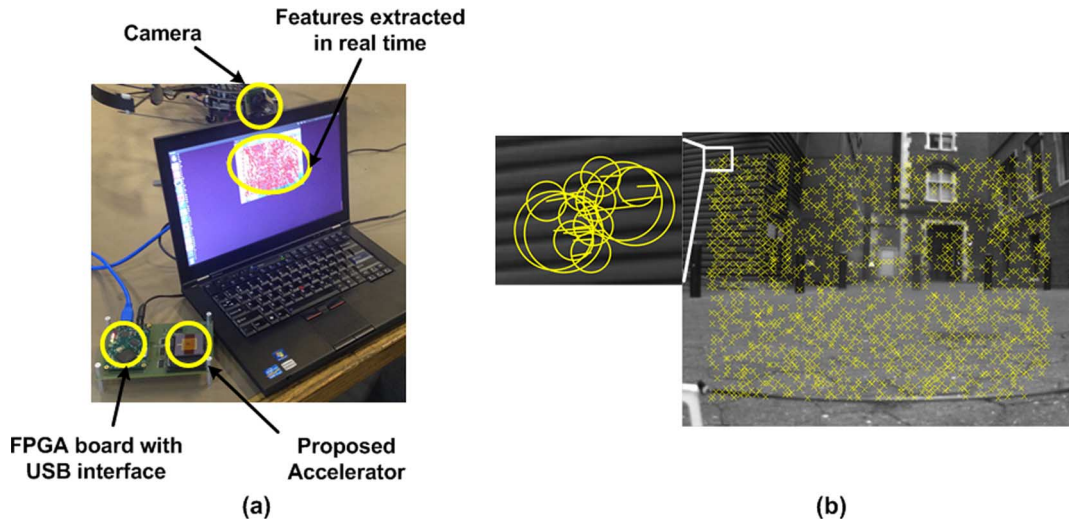 Features extracted
in real time
Camera
FPGA board with
USB interface
Proposed
Accelerator
(a)
(b)